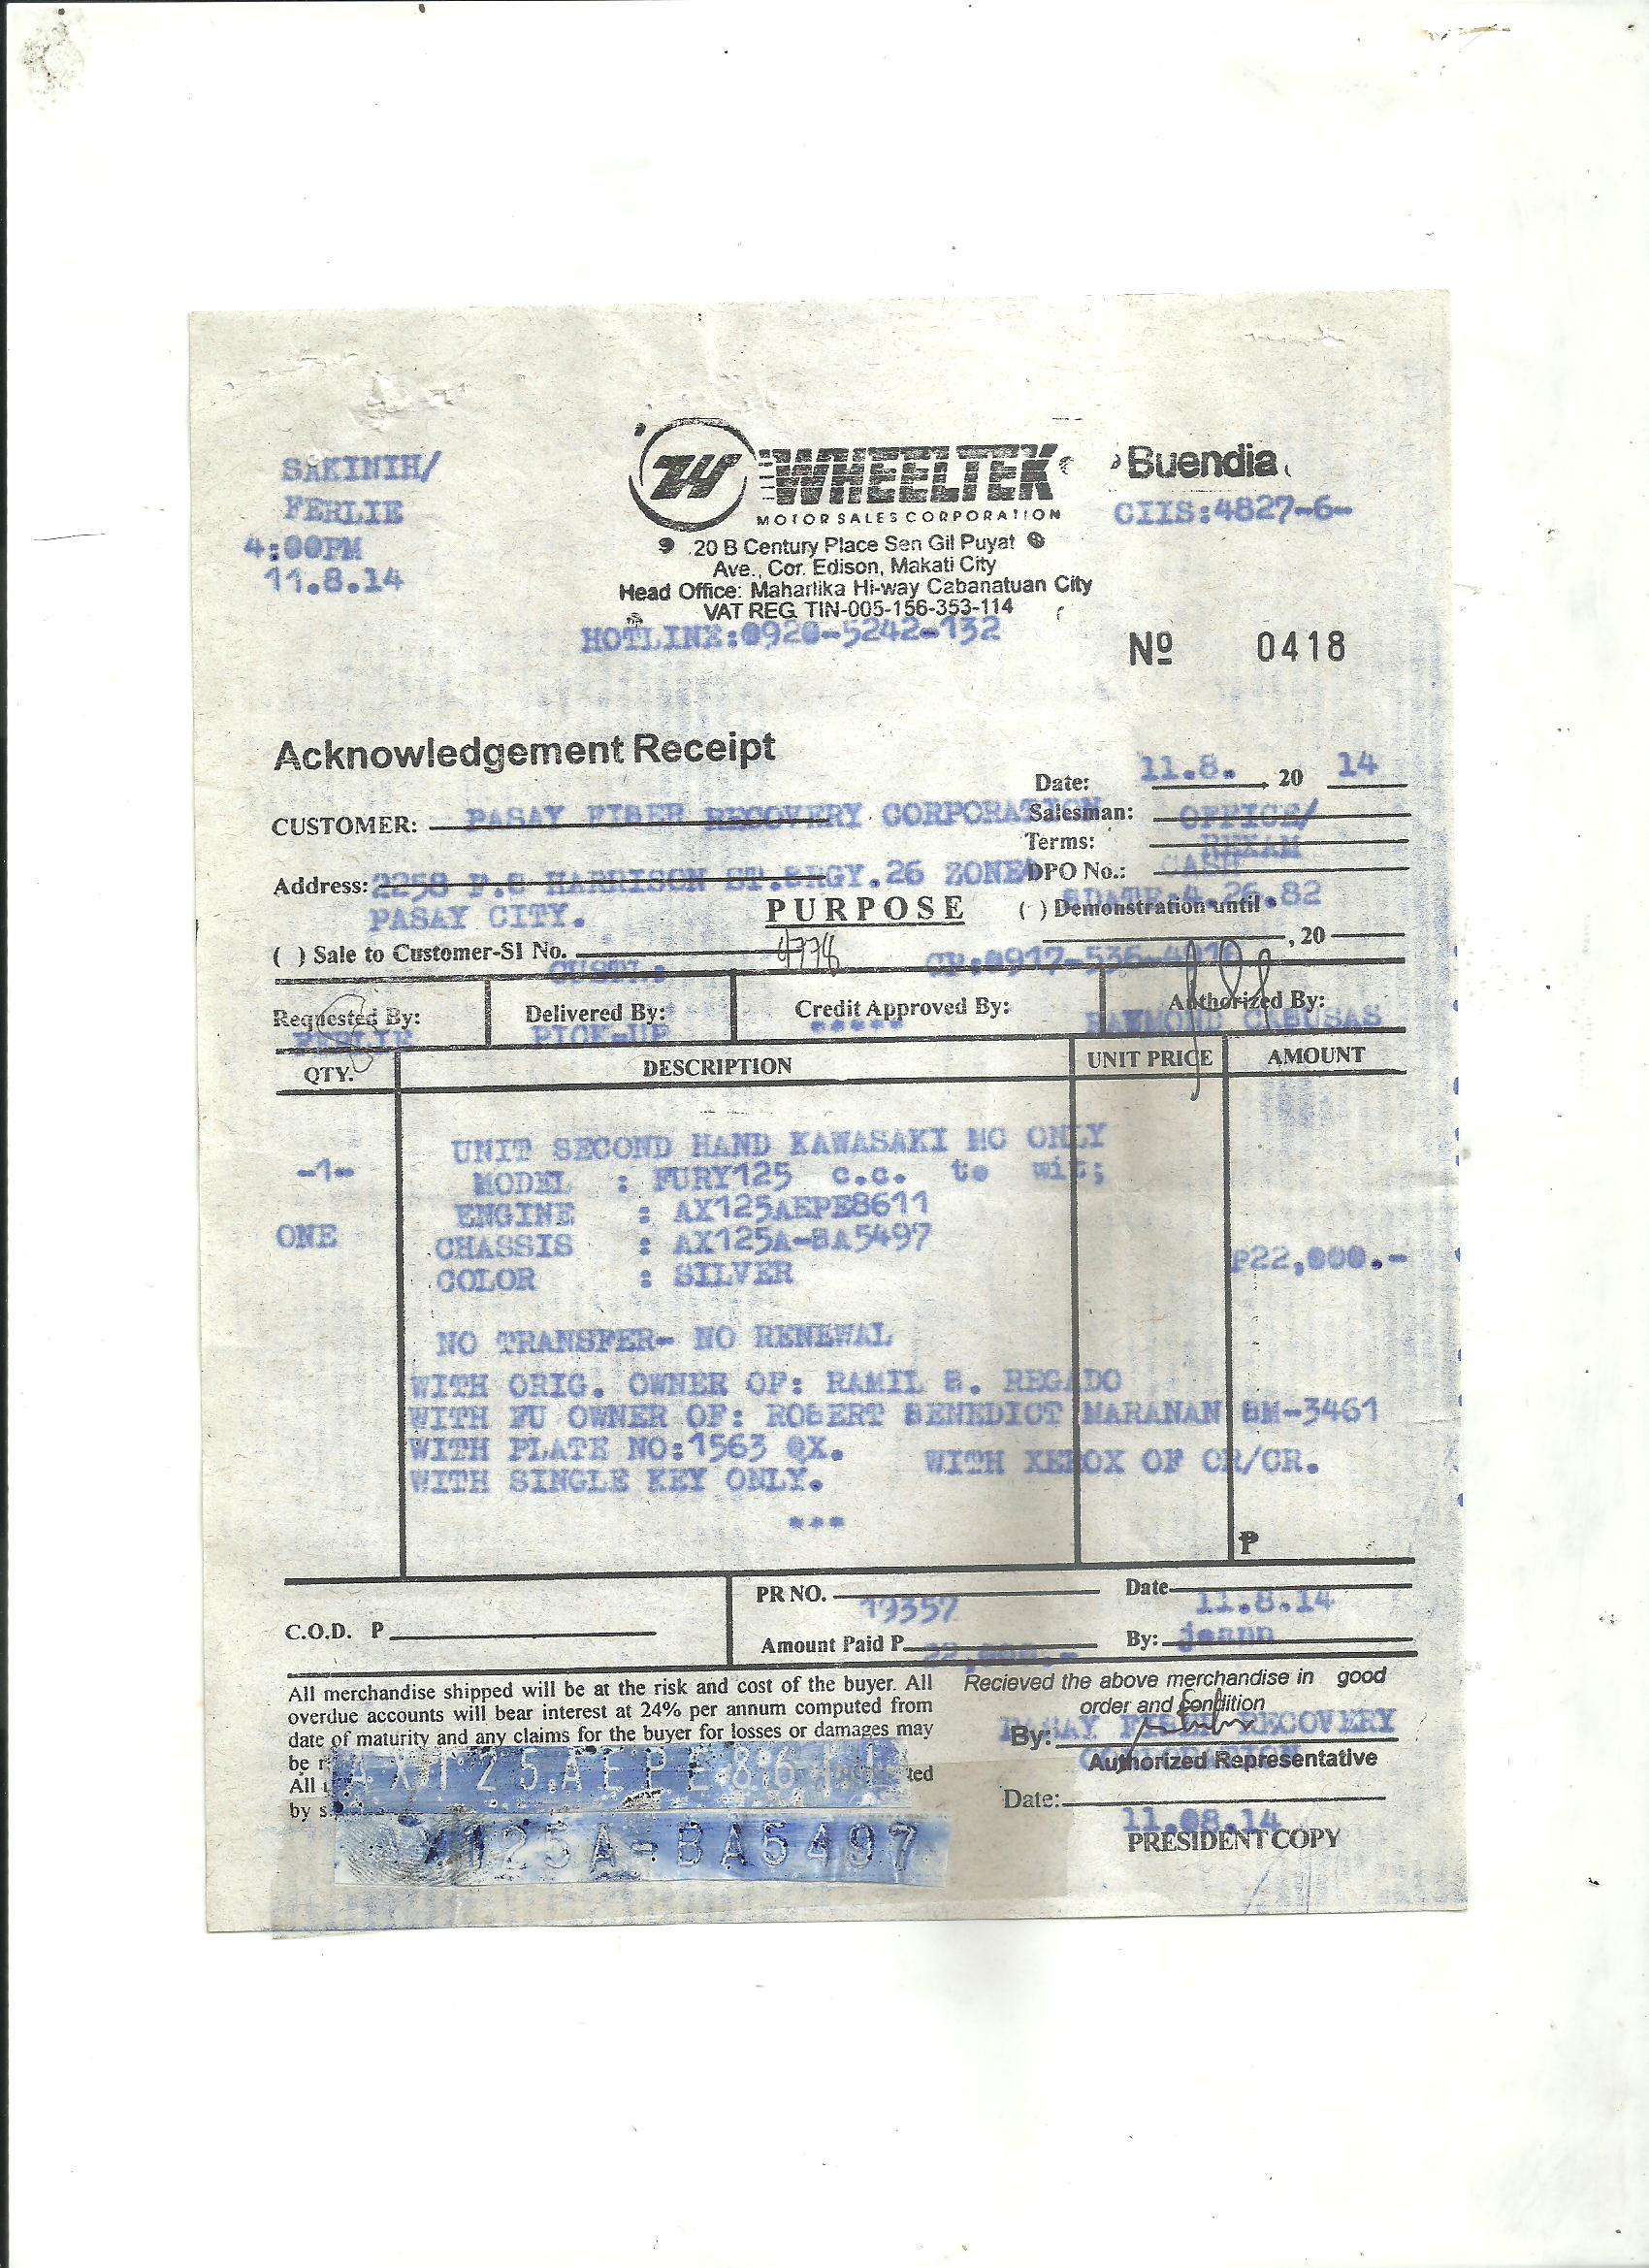 SAKINIH/
FERLIE
4:00PM
11.8.14
WHEELTEK
MOTOR SALES CORPORATION
Buendia
CIIS:4827-6-
20 B Century Place Sen Gil Puyat
Ave., Cor. Edison, Makati City
Head Office: Maharlika Hi-way Cabanatuan City
VAT REG. TIN-005-156-353-114
HOTLINE:0920-5242-132
Nº 0418
Acknowledgement Receipt
Date: 11.8. , 20 14
CUSTOMER: PASAY FIBER RECOVERY CORPORATION
Salesman: OFFICE/
REXAM
Terms: CASH
Address: 2258 F.B HARRISON ST.BRGY.26 ZONE
DPO No.:
BDATE:4.26.82
PASAY CITY.
PURPOSE
( ) Demonstration until
, 20
( ) Sale to Customer-SI No. 4778
CUSTL:
CP:0917-536-4010
Requested By: Delivered By: Credit Approved By: Authorized By:
FERLIE PICK-UP ***** RAYMOND CABUSAS
QTY. DESCRIPTION UNIT PRICE AMOUNT
UNIT SECOND HAND KAWASAKI MC ONLY
-1- MODEL : FURY125 c.c. to wit;
ENGINE : AX125AEPE8611
ONE CHASSIS : AX125A-BA5497
COLOR : SILVER ₱22,000.-
NO TRANSFER- NO RENEWAL
WITH ORIG. OWNER OF: RAMIL B. REGADO
WITH FU OWNER OF: ROBERT BENEDICT MARANAN BM-3461
WITH PLATE NO:1563 QX. WITH XEROX OF CR/CR.
WITH SINGLE KEY ONLY.
***
₱
PR NO. 19357 Date 11.8.14
C.O.D. P
Amount Paid P 22,000.- By: joann
All merchandise shipped will be at the risk and cost of the buyer. All
overdue accounts will bear interest at 24% per annum computed from
date of maturity and any claims for the buyer for losses or damages may
be
All ted
by
AX125AEPE8611
X125A-BA5497
Recieved the above merchandise in good
order and condition
By: PASAY FIBER RECOVERY
CORPORATION
Authorized Representative
Date: 11.08.14
PRESIDENT COPY